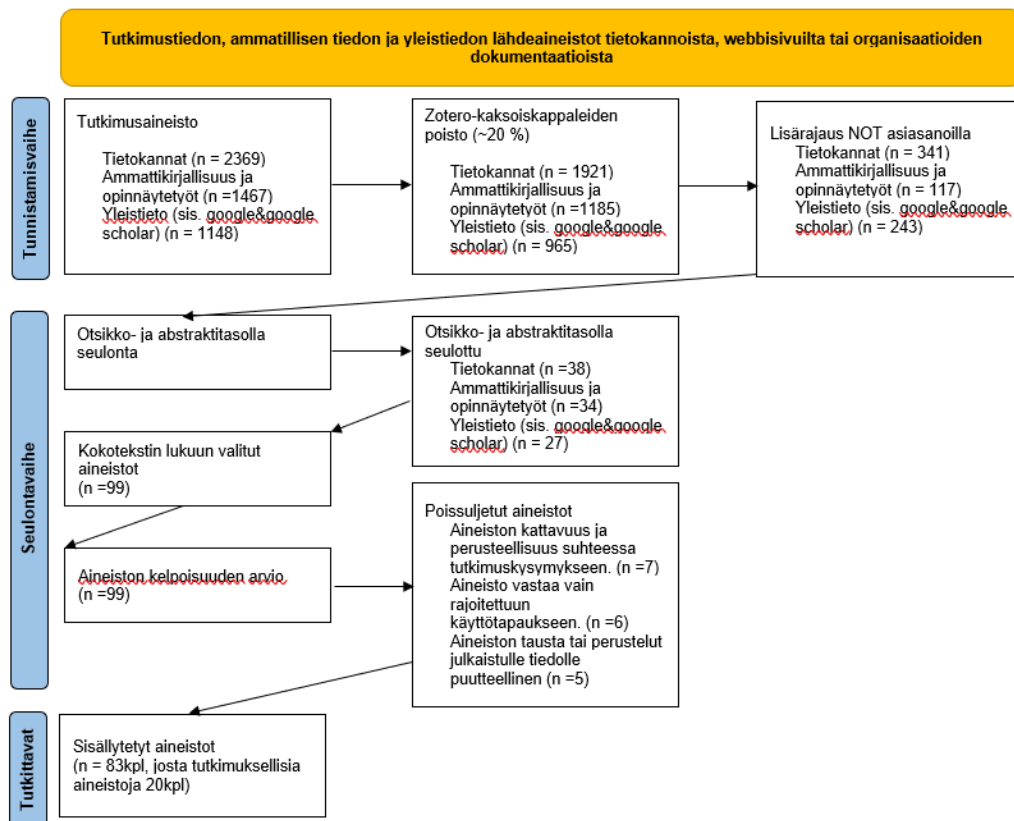 Tutkimustiedon, ammatillisen tiedon ja yleistiedon lähdeaineistot tietokannoista, webbisivuilta tai organisaatioiden
dokumentaatioista
Tunnistamisvaihe
Tutkimusaineisto
Tietokannat (n = 2369)
Ammattikirjallisuus ja
opinnäytetyöt (n =1467)
Yleistieto (sis. google&google
scholar) (n = 1148)
Zotero-kaksoiskappaleiden
poisto (~20 %)
Tietokannat (n = 1921)
Ammattikirjallisuus ja
opinnäytetyöt (n =1185)
Yleistieto (sis. google&google
scholar) (n = 965)
Lisärajaus NOT asiasanoilla
Tietokannat (n = 341)
Ammattikirjallisuus ja
opinnäytetyöt (n = 117)
Yleistieto (sis. google&google
scholar) (n = 243)
Seulontavaihe
Otsikko- ja abstraktitasolla
seulonta
Otsikko- ja abstraktitasolla
seulottu
Tietokannat (n =38)
Ammattikirjallisuus ja
opinnäytetyöt (n =34)
Yleistieto (sis. google&google
scholar) (n = 27)
Kokotekstin lukuun valitut
aineistot
(n =99)
Aineiston kelpoisuuden arvio
(n =99)
Poissuljetut aineistot
Aineiston kattavuus ja
perusteellisuus suhteessa
tutkimuskysymykseen. (n =7)
Aineisto vastaa vain
rajoitettuun
käyttötapaukseen. (n =6)
Aineiston tausta tai perustelut
julkaistulle tiedolle
puutteellinen (n =5)
Tutkittavat
Sisällytetyt aineistot
(n = 83kpl, josta tutkimuksellisia
aineistoja 20kpl)